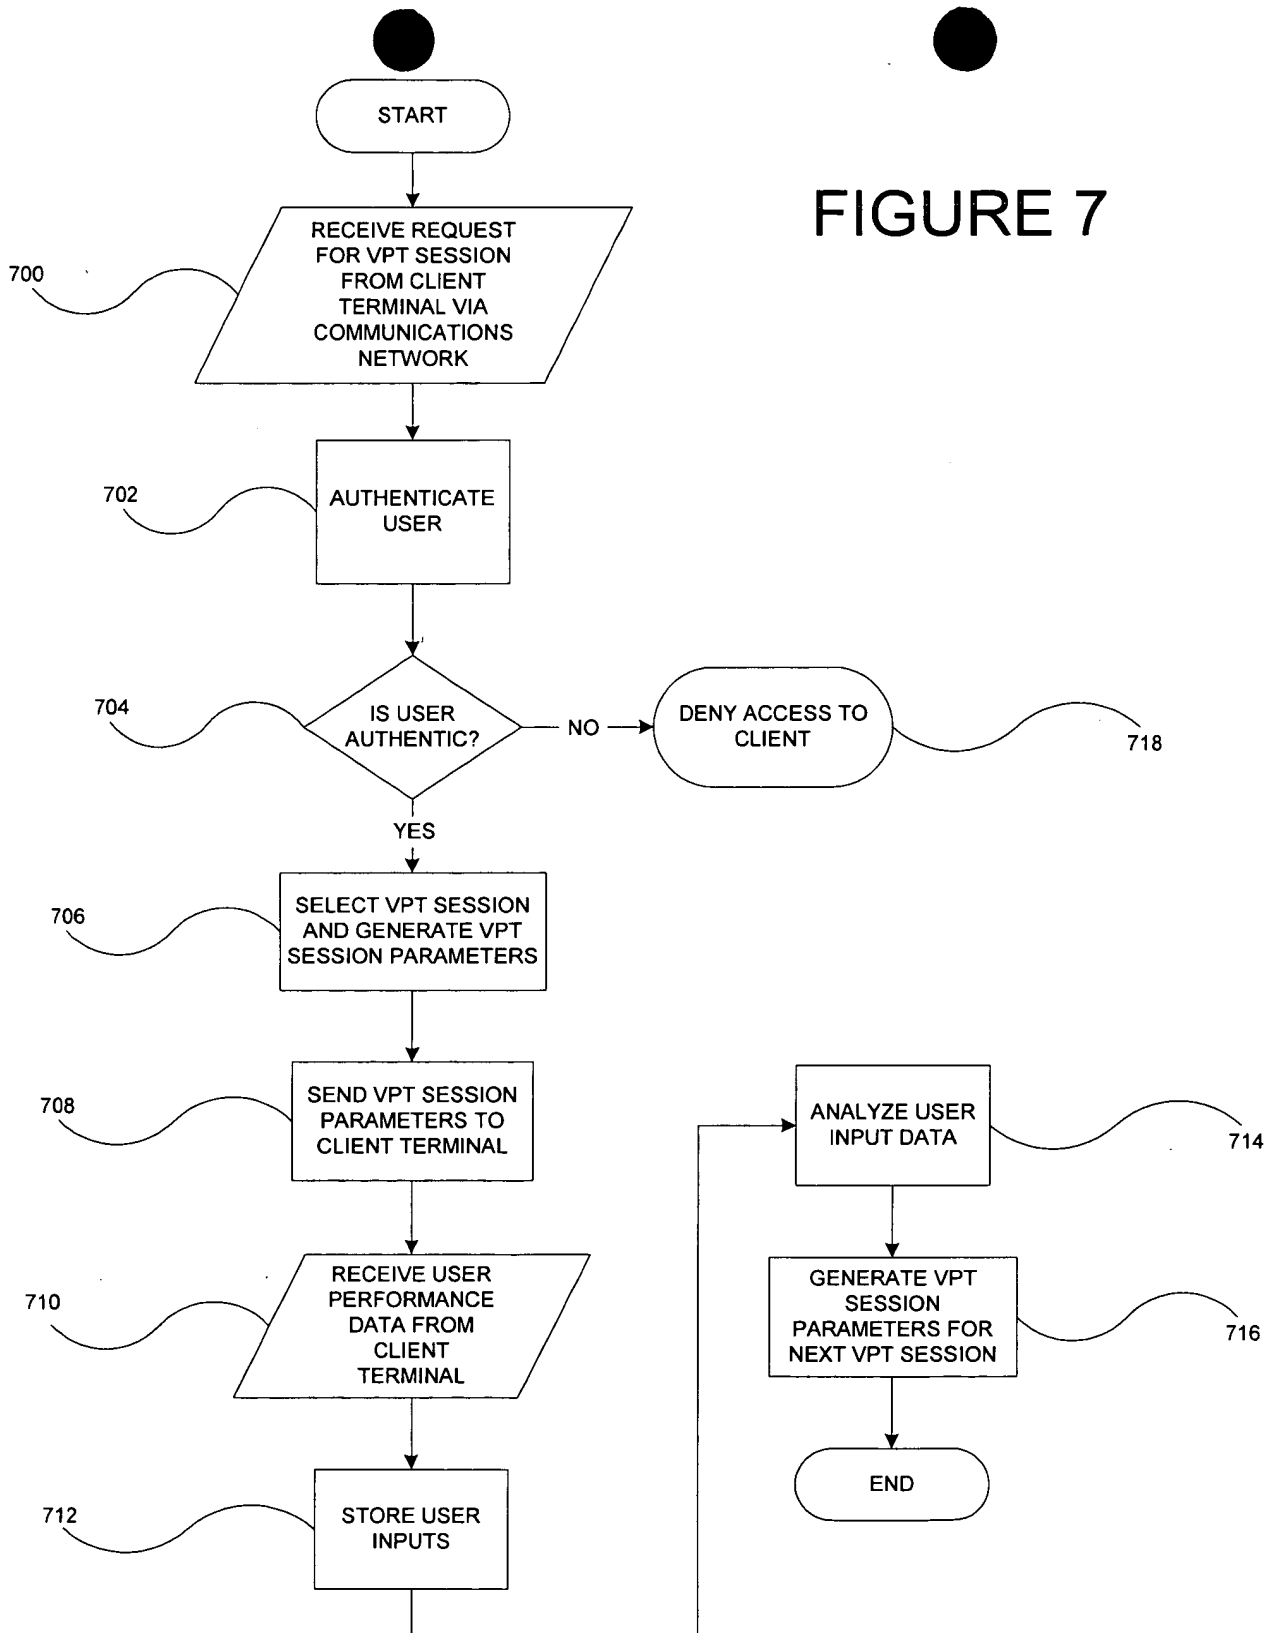 START
FIGURE 7
RECEIVE REQUEST
FOR VPT SESSION
FROM CLIENT
TERMINAL VIA
COMMUNICATIONS
NETWORK
700
AUTHENTICATE
USER
702
IS USER
AUTHENTIC?
704
NO
DENY ACCESS TO
CLIENT
718
YES
SELECT VPT SESSION
AND GENERATE VPT
SESSION PARAMETERS
706
SEND VPT SESSION
PARAMETERS TO
CLIENT TERMINAL
708
RECEIVE USER
PERFORMANCE
DATA FROM
CLIENT
TERMINAL
710
STORE USER
INPUTS
712
ANALYZE USER
INPUT DATA
714
GENERATE VPT
SESSION
PARAMETERS FOR
NEXT VPT SESSION
716
END